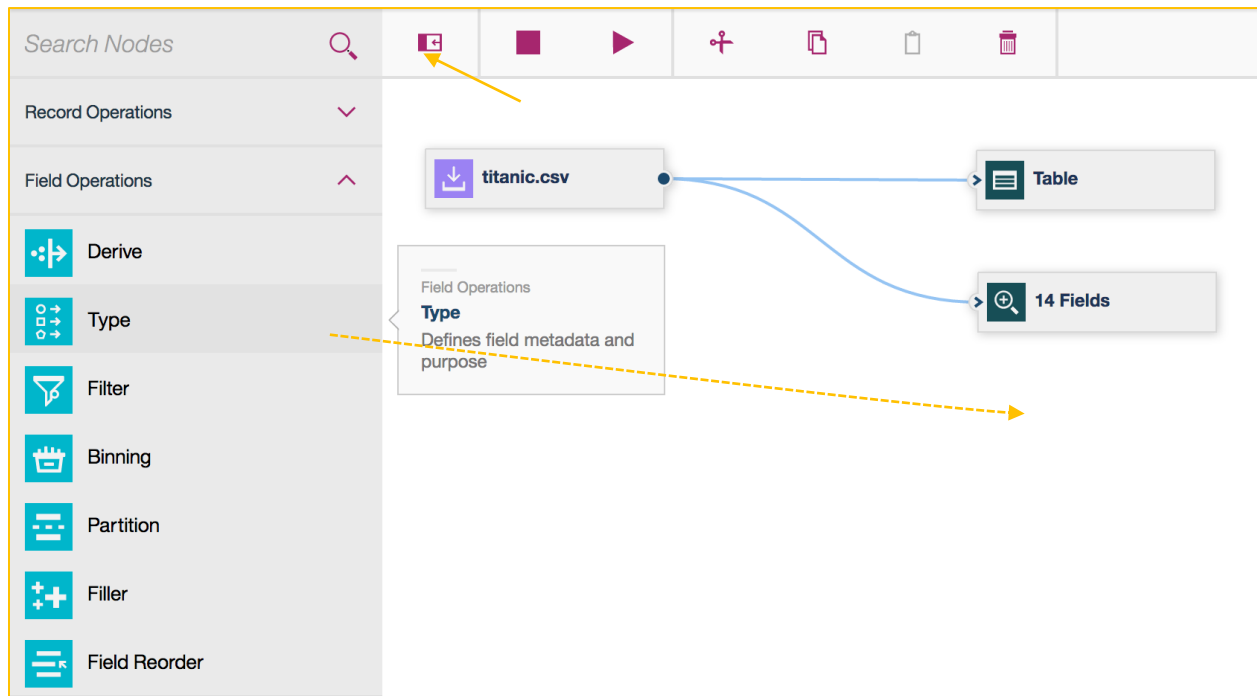 Search Nodes
Record Operations
Field Operations
Derive
Type
Filter
Binning
Partition
Filler
Field Reorder
titanic.csv
Table
14 Fields
Field Operations
Type
Defines field metadata and
purpose